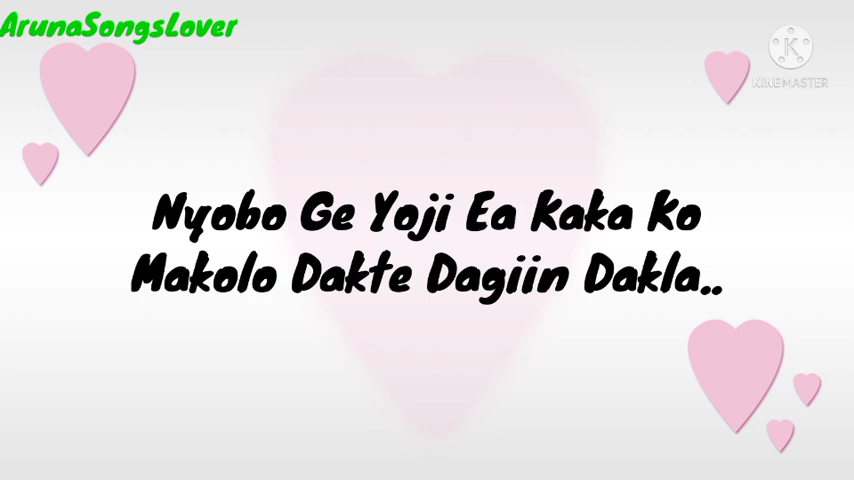 ArunaSongsLover
K
KINEMASTER
Nyobo Ge Yoji Ea Kaka Ko
Makolo Dakte Dagiin Dakla..